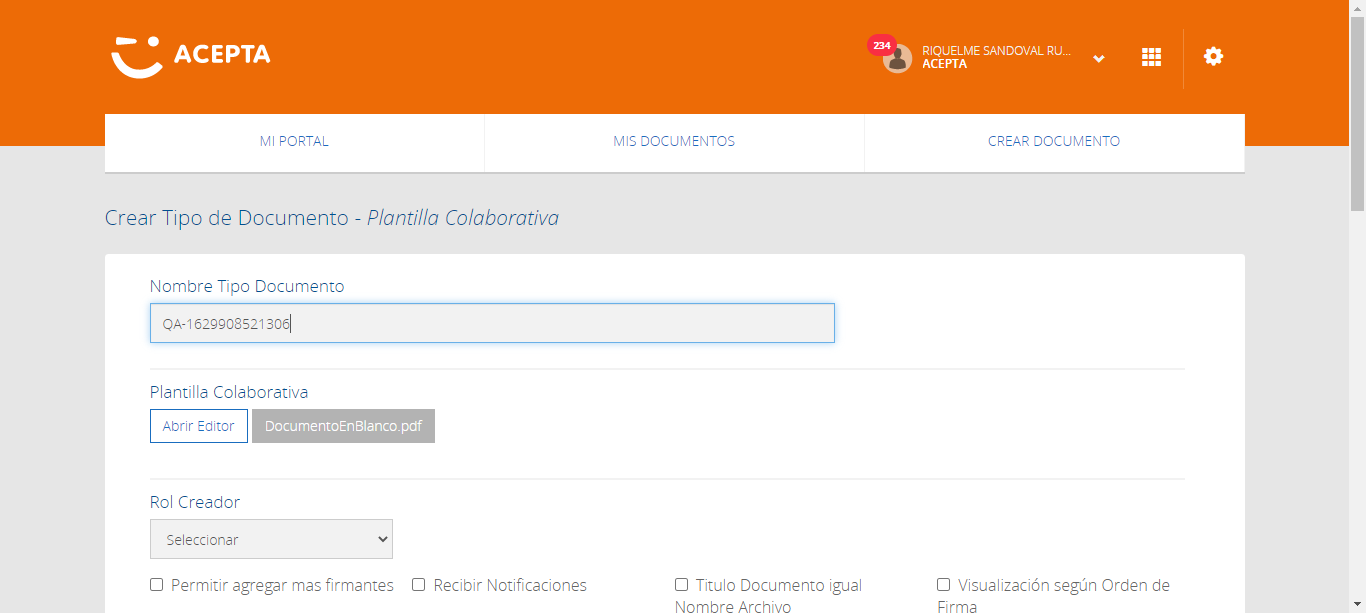 ACEPTA
234
RIQUELME SANDOVAL RU...
ACEPTA
MI PORTAL
MIS DOCUMENTOS
CREAR DOCUMENTO
Crear Tipo de Documento - Plantilla Colaborativa
Nombre Tipo Documento
QA-1629908521306
Plantilla Colaborativa
Abrir Editor
DocumentoEnBlanco.pdf
Rol Creador
Seleccionar
Permitir agregar mas firmantes
Recibir Notificaciones
Titulo Documento igual
Nombre Archivo
Visualización según Orden de
Firma